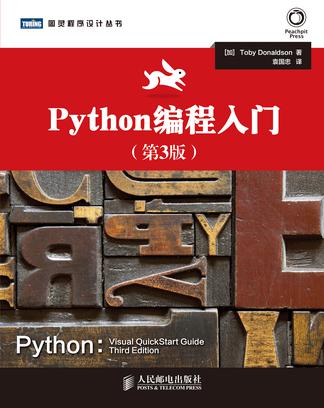 TURING
图灵程序设计丛书
Peachpit
Press
[加] Toby Donaldson 著
袁国忠 译
Python编程入门
(第3版)
Python: Visual QuickStart Guide
Third Edition
人民邮电出版社
POSTS & TELECOM PRESS